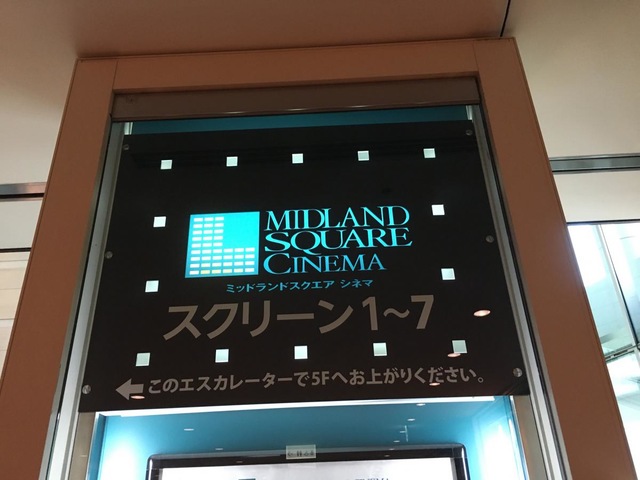 MIDLAND
SQUARE
CINEMA
ミッドランドスクエア シネマ
スクリーン 1〜7
←このエスカレーターで5Fへお上がりください。